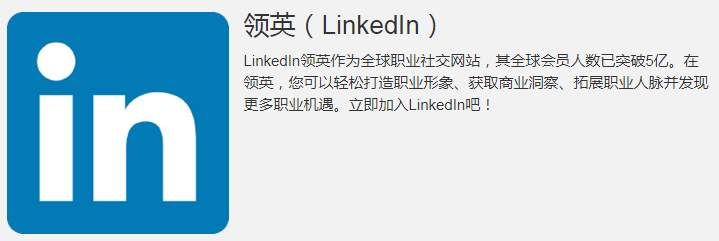 in
领英（LinkedIn）
LinkedIn领英作为全球职业社交网站，其全球会员人数已突破5亿。在
领英，您可以轻松打造职业形象、获取商业洞察、拓展职业人脉并发现
更多职业机遇。立即加入LinkedIn吧！